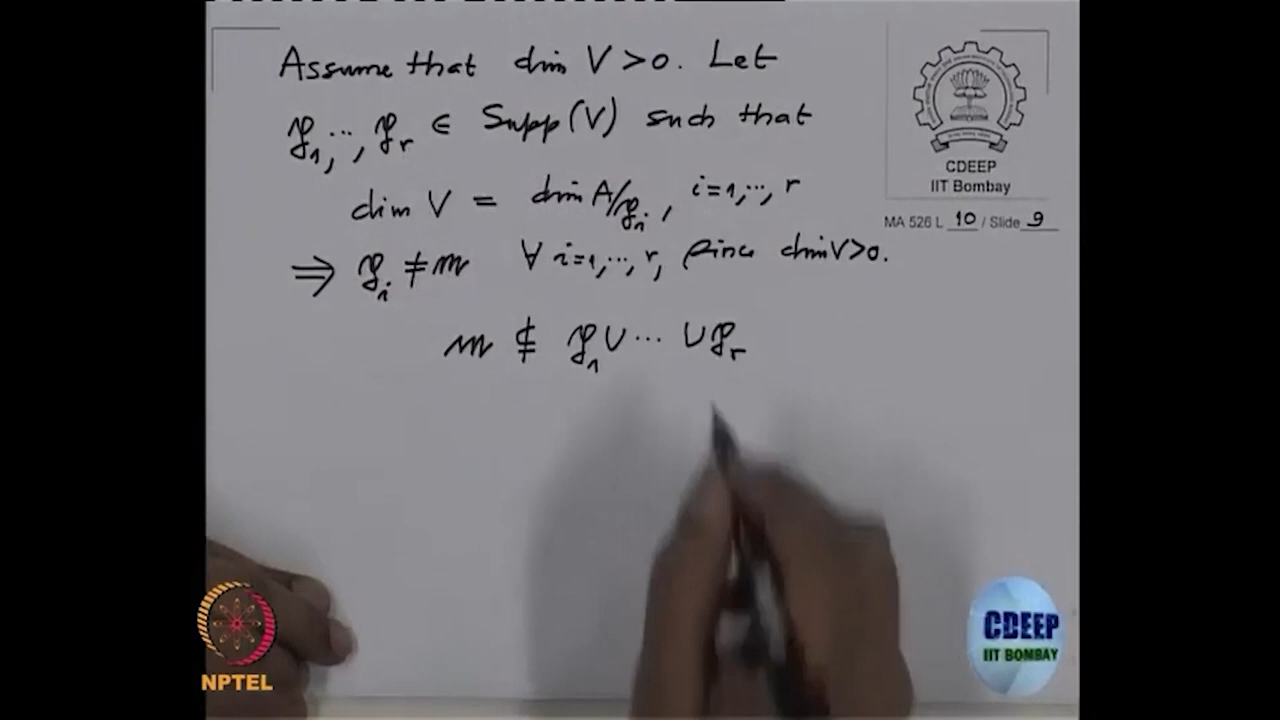 Assume that dim V > 0. Let
𝔭₁, ⋯, 𝔭ᵣ ∈ Supp(V) such that
dim V = dim A/𝔭ᵢ, i = 1, ⋯, r
⟹ 𝔭ᵢ ≠ 𝔪 ∀ i = 1, ⋯, r, since dim V > 0.
𝔪 ⊈ 𝔭₁ ∪ ⋯ ∪ 𝔭ᵣ
CDEEP
IIT Bombay
MA 526 L 10 / Slide 9
NPTEL
CDEEP
IIT BOMBAY